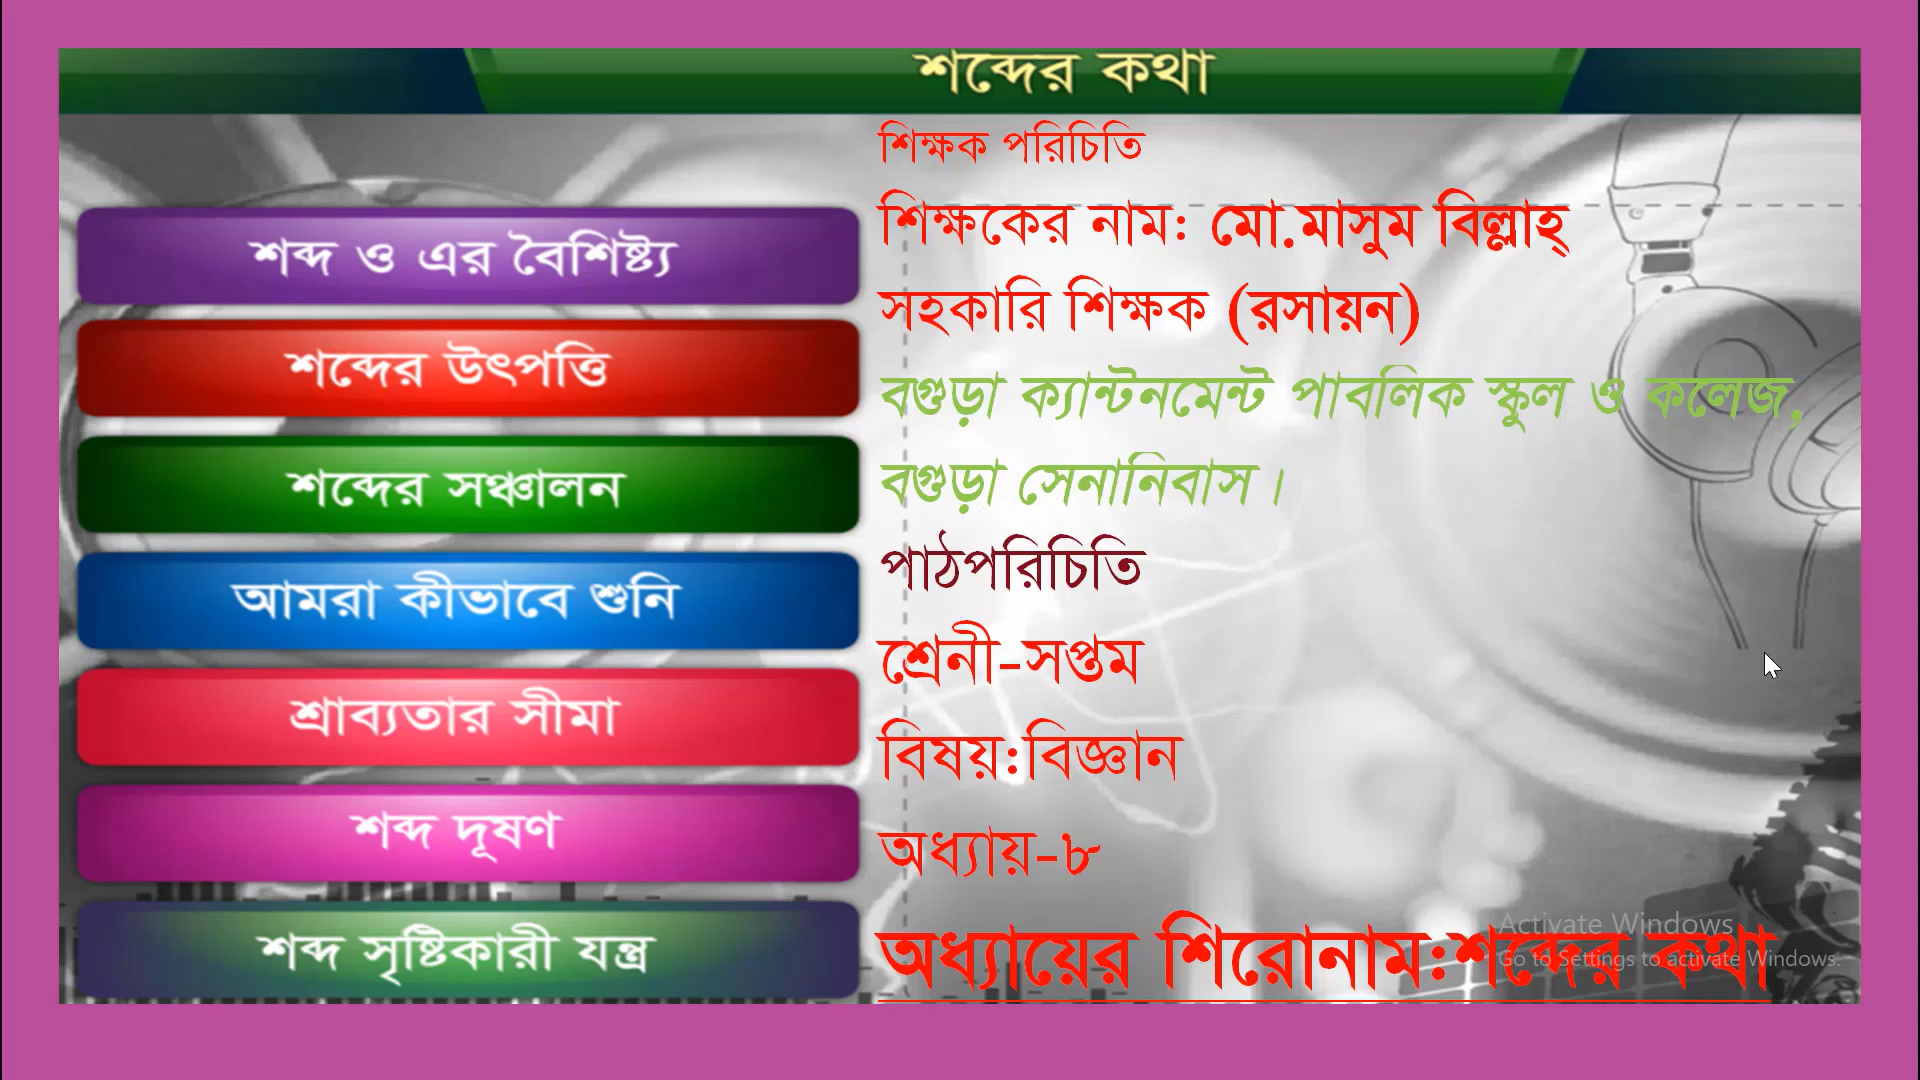 শব্দের কথা
শব্দ ও এর বৈশিষ্ট্য
শব্দের উৎপত্তি
শব্দের সঞ্চালন
আমরা কীভাবে শুনি
শ্রাব্যতার সীমা
শব্দ দূষণ
শব্দ সৃষ্টিকারী যন্ত্র
শিক্ষক পরিচিতি
শিক্ষকের নাম: মো.মাসুম বিল্লাহ্
সহকারি শিক্ষক (রসায়ন)
বগুড়া ক্যান্টনমেন্ট পাবলিক স্কুল ও কলেজ,
বগুড়া সেনানিবাস।
পাঠপরিচিতি
শ্রেনী-সপ্তম
বিষয়:বিজ্ঞান
অধ্যায়-৮
অধ্যায়ের শিরোনাম:শব্দের কথা
Activate Windows
Go to Settings to activate Windows.